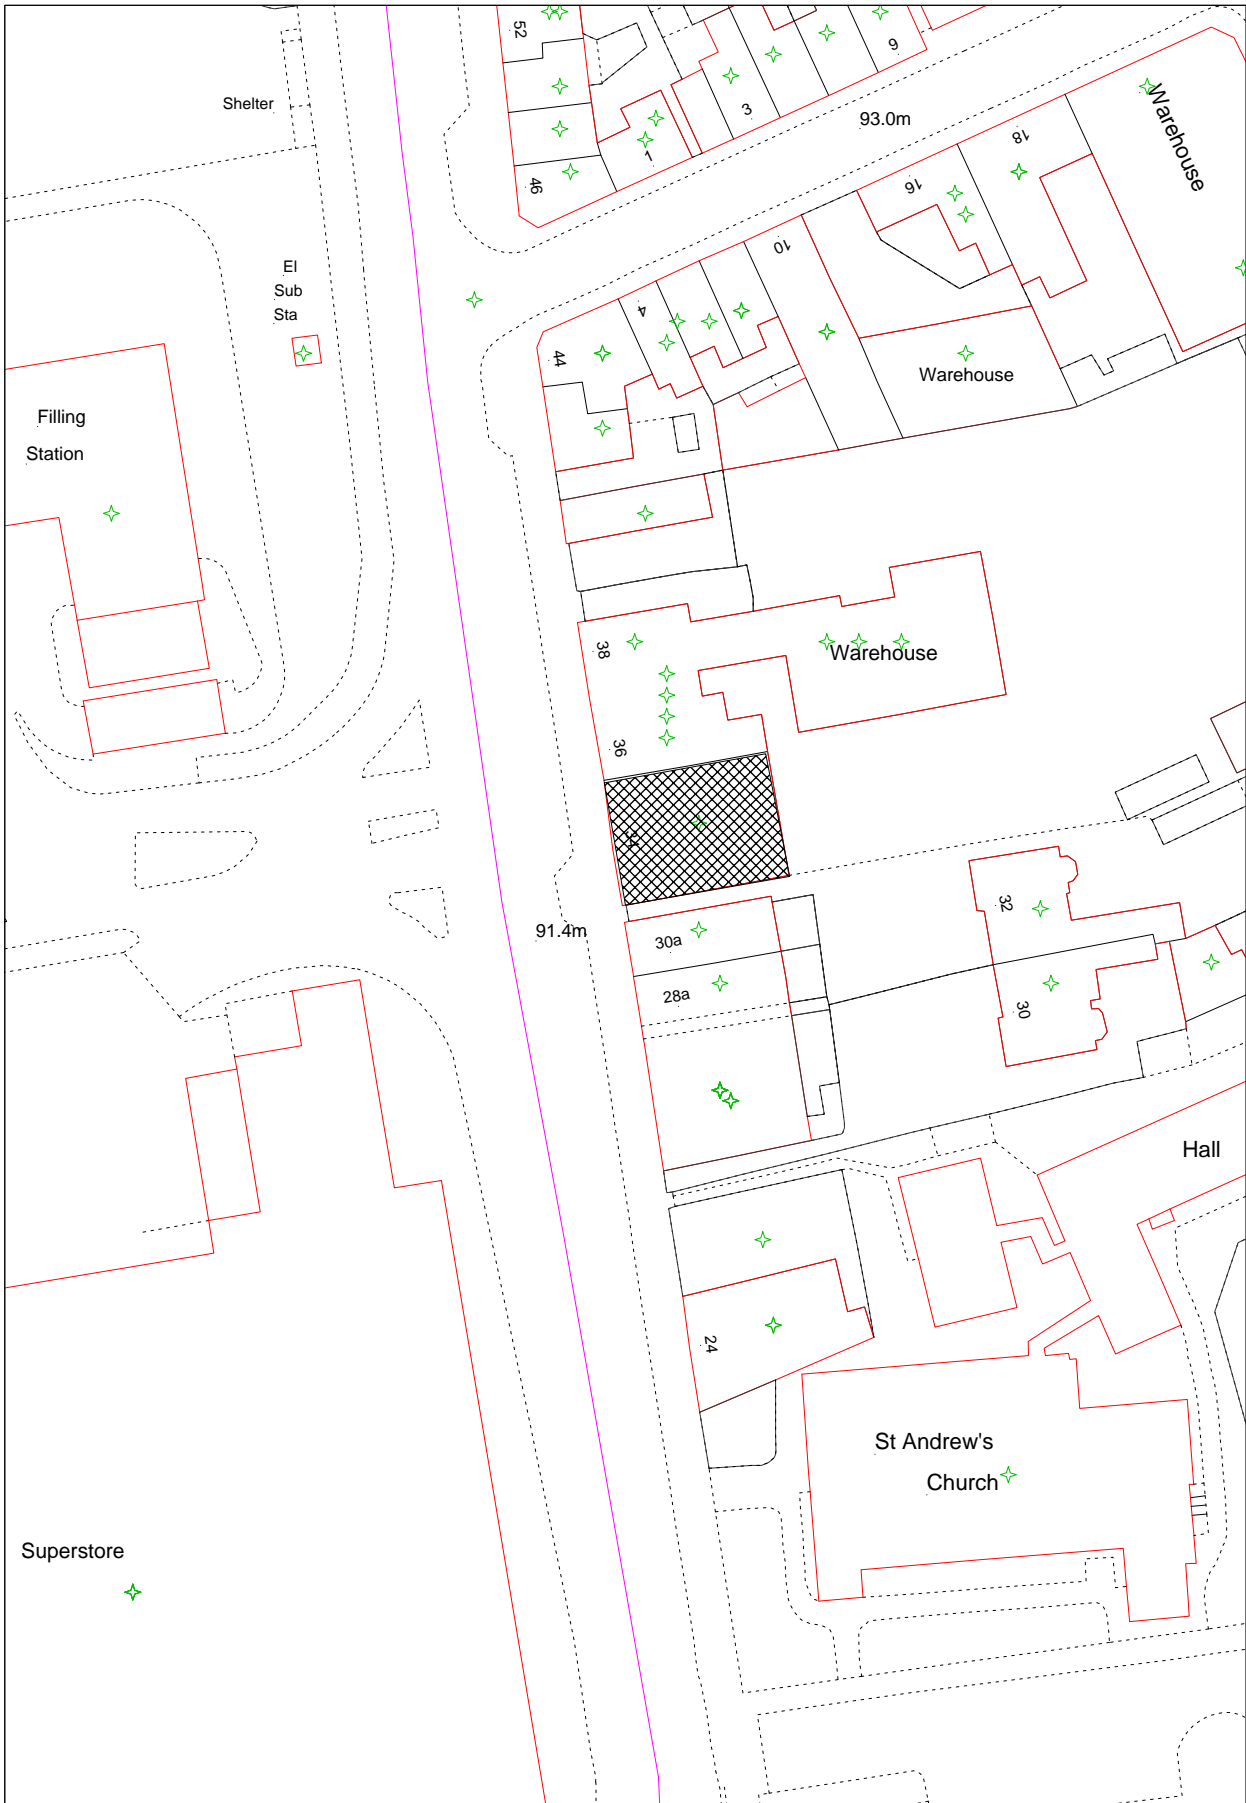 52
9
Shelter
3
93.0m
Warehouse
1
18
46
16
10
El
Sub
Sta
4
44
Warehouse
Filling
Station
38
Warehouse
36
34
32
91.4m
30a
28a
30
Hall
24
St Andrew's
Church
Superstore